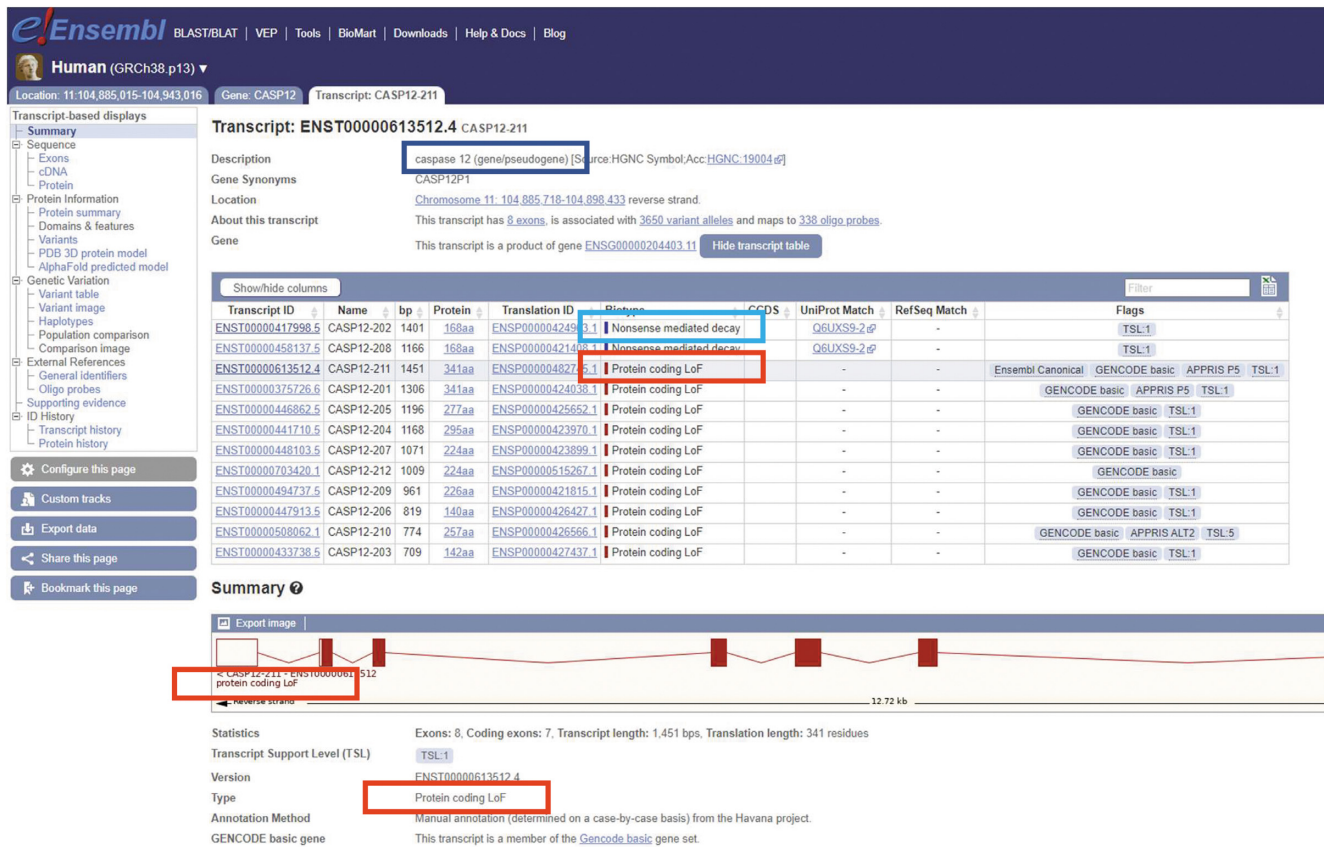 e!Ensembl BLAST/BLAT | VEP | Tools | BioMart | Downloads | Help & Docs | Blog
Human (GRCh38.p13) ▼
Location: 11:104,885,015-104,943,016 Gene: CASP12 Transcript: CASP12-211
Transcript-based displays
Summary
Sequence
Exons
cDNA
Protein
Protein Information
Protein summary
Domains & features
Variants
PDB 3D protein model
AlphaFold predicted model
Genetic Variation
Variant table
Variant image
Haplotypes
Population comparison
Comparison image
External References
General identifiers
Oligo probes
Supporting evidence
ID History
Transcript history
Protein history
Configure this page
Custom tracks
Export data
Share this page
Bookmark this page
Transcript: ENST00000613512.4 CASP12-211
Description caspase 12 (gene/pseudogene) [Source:HGNC Symbol;Acc:HGNC:19004]
Gene Synonyms CASP12P1
Location Chromosome 11: 104,885,718-104,898,433 reverse strand.
About this transcript This transcript has 8 exons, is associated with 3650 variant alleles and maps to 338 oligo probes.
Gene This transcript is a product of gene ENSG00000204403.11 Hide transcript table
Show/hide columns Filter
Transcript ID Name bp Protein Translation ID Biotype CCDS UniProt Match RefSeq Match Flags
ENST00000417998.5 CASP12-202 1401 168aa ENSP00000424903.1 Nonsense mediated decay Q6UXS9-2 - TSL:1
ENST00000458137.5 CASP12-208 1166 168aa ENSP00000421408.1 Nonsense mediated decay Q6UXS9-2 - TSL:1
ENST00000613512.4 CASP12-211 1451 341aa ENSP00000482745.1 Protein coding LoF - - Ensembl Canonical GENCODE basic APPRIS P5 TSL:1
ENST00000375726.6 CASP12-201 1306 341aa ENSP00000424038.1 Protein coding LoF - - GENCODE basic APPRIS P5 TSL:1
ENST00000446862.5 CASP12-205 1196 277aa ENSP00000425652.1 Protein coding LoF - - GENCODE basic TSL:1
ENST00000441710.5 CASP12-204 1168 295aa ENSP00000423970.1 Protein coding LoF - - GENCODE basic TSL:1
ENST00000448103.5 CASP12-207 1071 224aa ENSP00000423899.1 Protein coding LoF - - GENCODE basic TSL:1
ENST00000703420.1 CASP12-212 1009 224aa ENSP00000515267.1 Protein coding LoF - - GENCODE basic
ENST00000494737.5 CASP12-209 961 226aa ENSP00000421815.1 Protein coding LoF - - GENCODE basic TSL:1
ENST00000447913.5 CASP12-206 819 140aa ENSP00000426427.1 Protein coding LoF - - GENCODE basic TSL:1
ENST00000508062.1 CASP12-210 774 257aa ENSP00000426566.1 Protein coding LoF - - GENCODE basic APPRIS ALT2 TSL:5
ENST00000433738.5 CASP12-203 709 142aa ENSP00000427437.1 Protein coding LoF - - GENCODE basic TSL:1
Summary
Export image
< CASP12-211 - ENST00000613512
protein coding LoF
Reverse strand 12.72 kb
Statistics Exons: 8, Coding exons: 7, Transcript length: 1,451 bps, Translation length: 341 residues
Transcript Support Level (TSL) TSL:1
Version ENST00000613512.4
Type Protein coding LoF
Annotation Method Manual annotation (determined on a case-by-case basis) from the Havana project.
GENCODE basic gene This transcript is a member of the Gencode basic gene set.